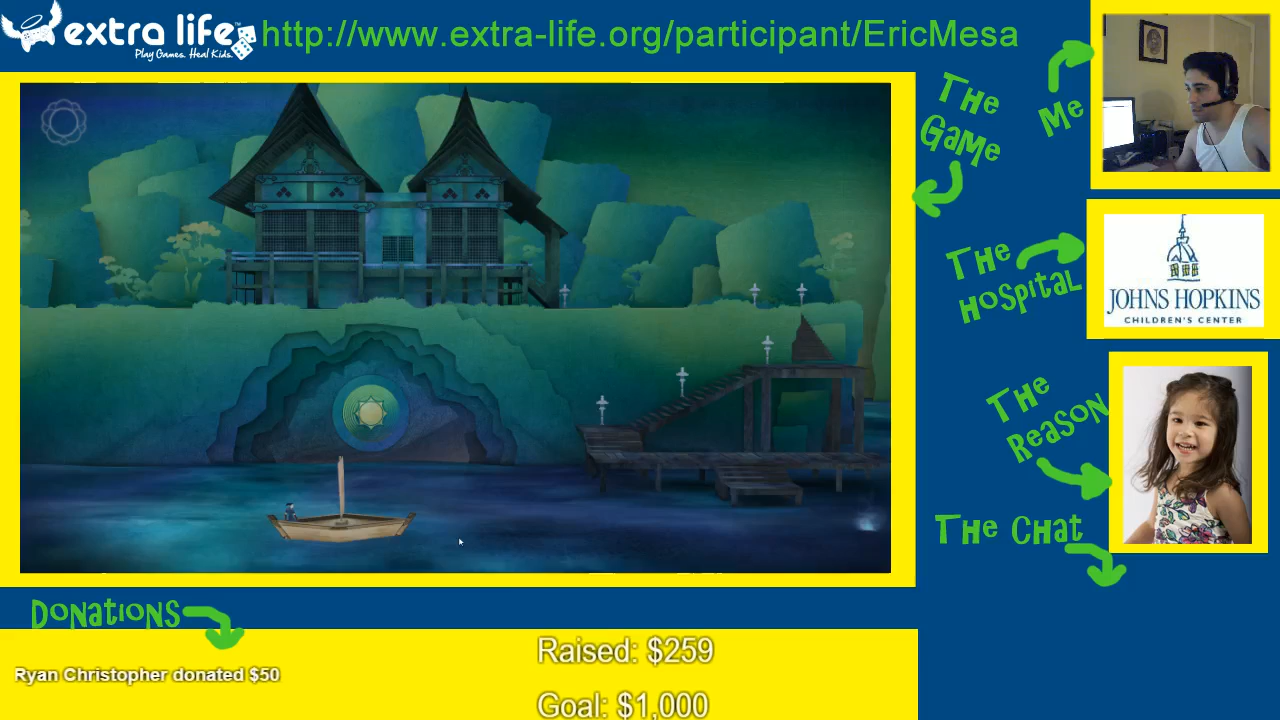 extra life
Play Games. Heal Kids.
http://www.extra-life.org/participant/EricMesa
The
Game
Me
The
Hospital
JOHNS HOPKINS
CHILDREN'S CENTER
The
Reason
The Chat
Donations
Ryan Christopher donated $50
Raised: $259
Goal: $1,000